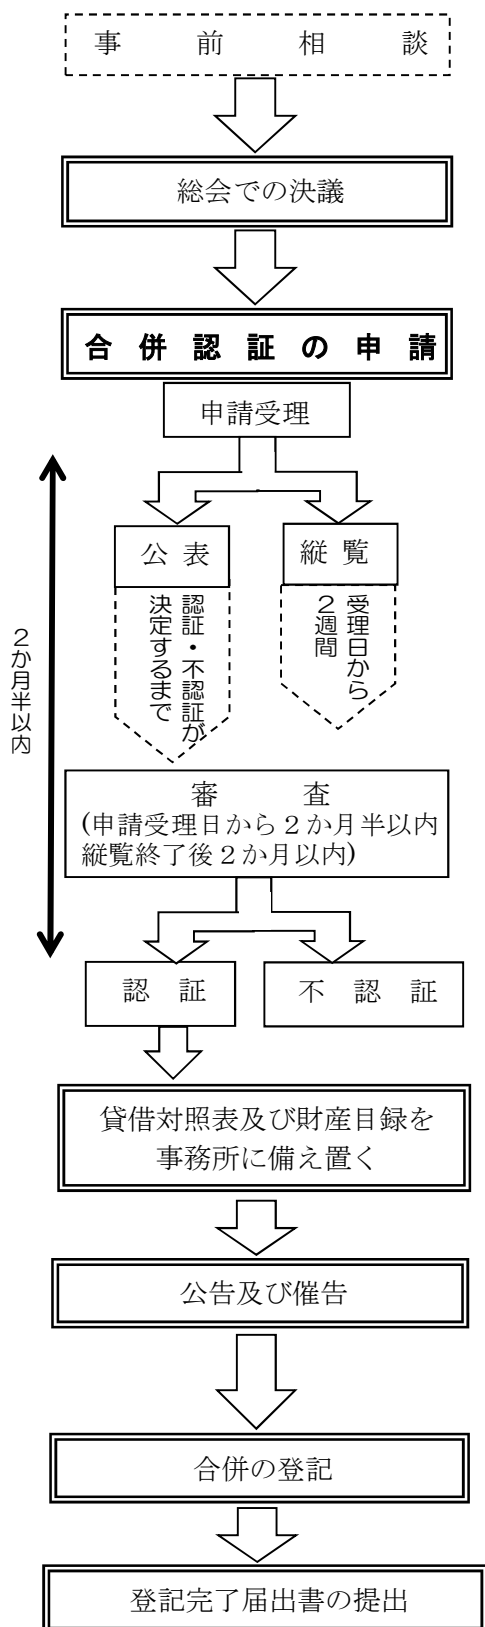 事前相談
総会での決議
合併認証の申請
申請受理
公表
縦覧
認証・不認証が
決定するまで
受理日から
２週間
２か月半以内
審査
(申請受理日から２か月半以内
縦覧終了後２か月以内)
認証
不認証
貸借対照表及び財産目録を
事務所に備え置く
公告及び催告
合併の登記
登記完了届出書の提出